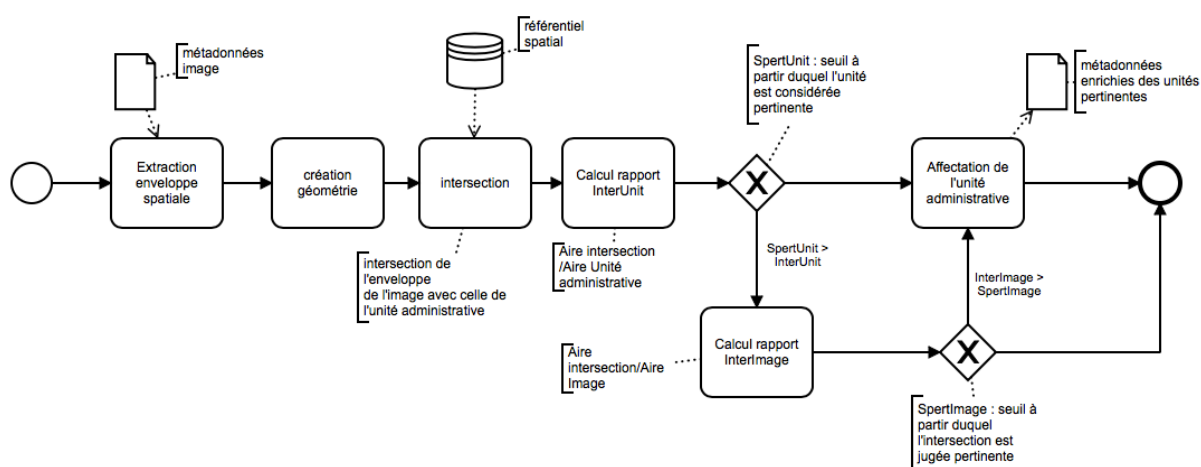 métadonnées
image
référentiel
spatial
SpertUnit : seuil à
partir duquel l'unité
est considérée
pertinente
métadonnées
enrichies des unités
pertinentes
Extraction
enveloppe
spatiale
création
géométrie
intersection
Calcul rapport
InterUnit
X
Affectation de
l'unité
administrative
intersection de
l'enveloppe
de l'image avec celle de
l'unité administrative
Aire intersection
/Aire Unité
administrative
SpertUnit >
InterUnit
InterImage >
SpertImage
Aire
intersection/Aire
Image
Calcul rapport
InterImage
X
SpertImage : seuil à
partir duquel
l'intersection est
jugée pertinente